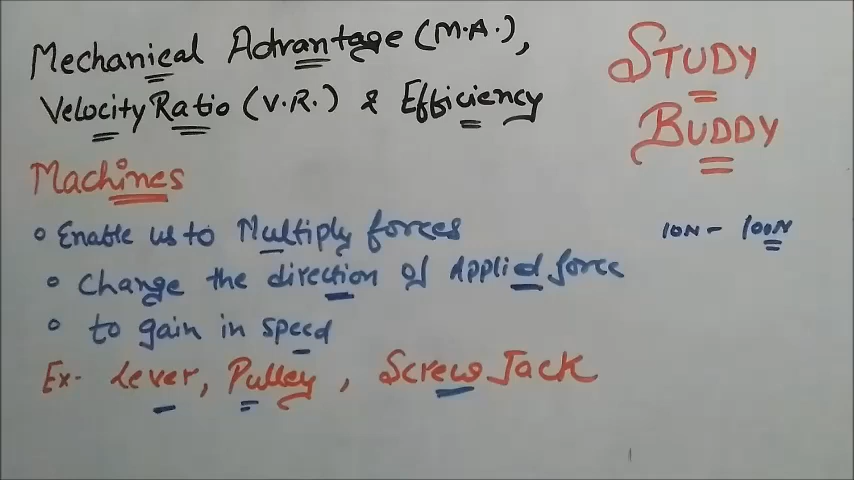 Mechanical Advantage (M.A.),
Velocity Ratio (V.R.) & Efficiency
STUDY
BUDDY
Machines
o Enable us to Multiply forces
10N - 100N
o change the direction of Applied force
o to gain in speed
Ex- Lever, Pulley, Screw Jack